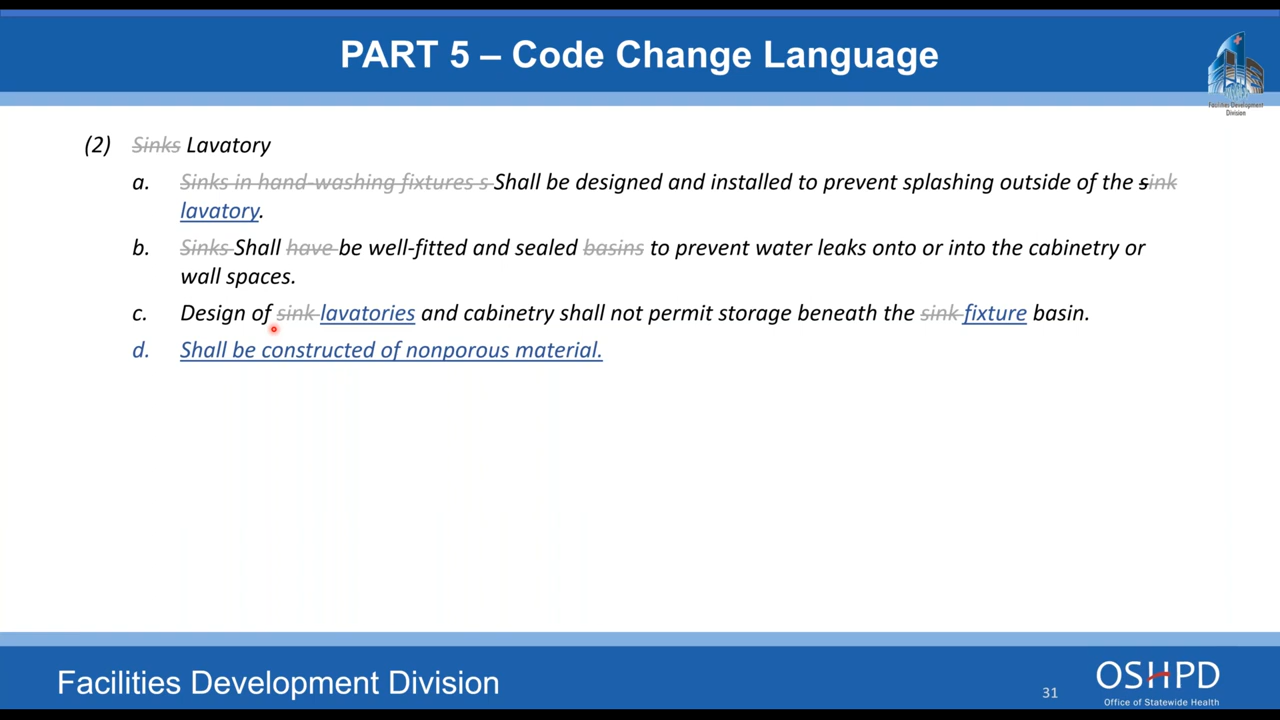 PART 5 – Code Change Language
Facilities Development
Division
(2) Sinks Lavatory
a. Sinks in hand-washing fixtures s Shall be designed and installed to prevent splashing outside of the sink
lavatory.
b. Sinks Shall have be well-fitted and sealed basins to prevent water leaks onto or into the cabinetry or
wall spaces.
c. Design of sink lavatories and cabinetry shall not permit storage beneath the sink fixture basin.
d. Shall be constructed of nonporous material.
Facilities Development Division
31
OSHPD
Office of Statewide Health